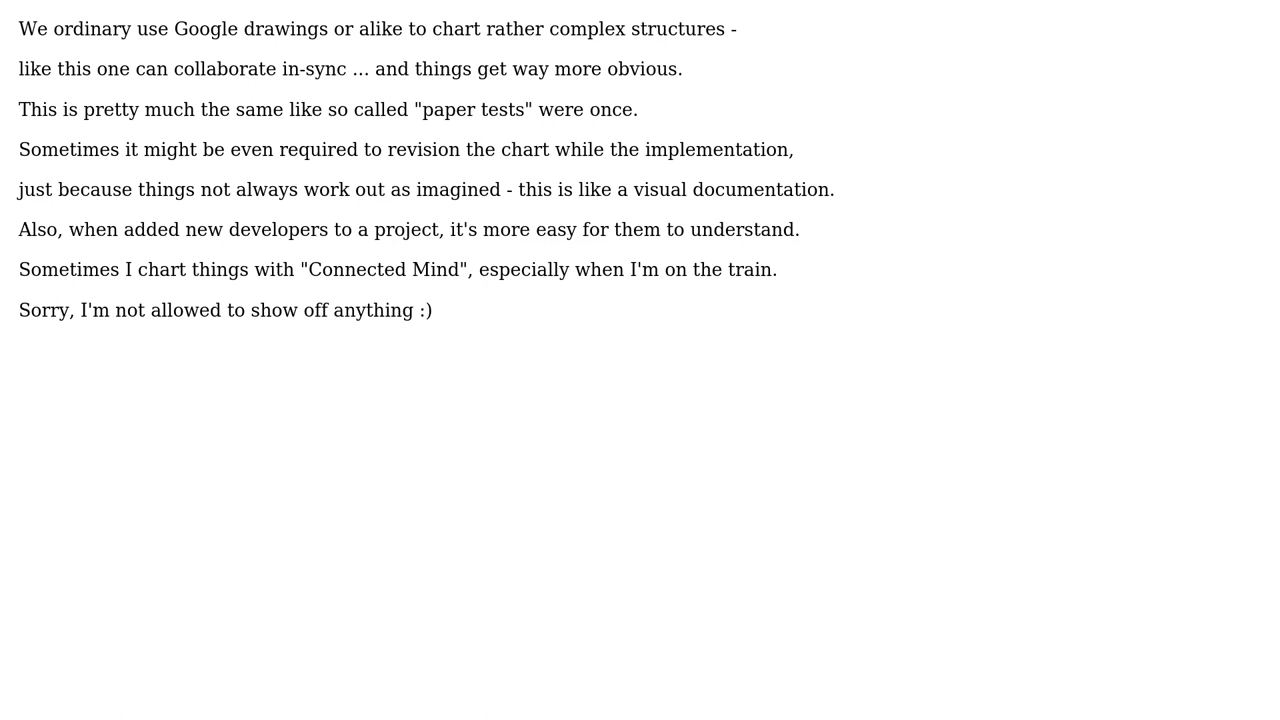 We ordinary use Google drawings or alike to chart rather complex structures -
like this one can collaborate in-sync ... and things get way more obvious.
This is pretty much the same like so called "paper tests" were once.
Sometimes it might be even required to revision the chart while the implementation,
just because things not always work out as imagined - this is like a visual documentation.
Also, when added new developers to a project, it's more easy for them to understand.
Sometimes I chart things with "Connected Mind", especially when I'm on the train.
Sorry, I'm not allowed to show off anything :)